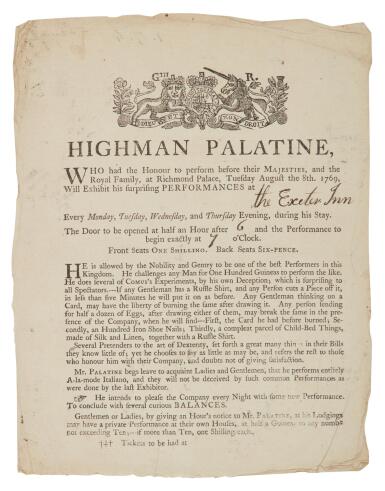 G III R.
DIEU ET MON DROIT
HIGHMAN PALATINE,
WHO had the Honour to perform before their MAJESTIES, and the
Royal Family, at Richmond Palace, Tuesday August the 8th. 1769,
Will Exhibit his surprising PERFORMANCES at the Exeter Inn
Every Monday, Tuesday, Wednesday, and Thursday Evening, during his Stay.
The Door to be opened at half an Hour after 6 and the Performance to
begin exactly at 7 o'Clock.
Front Seats ONE SHILLING. Back Seats SIX-PENCE.
HE is allowed by the Nobility and Gentry to be one of the best Performers in this
Kingdom. He challenges any Man for One Hundred Guineas to perform the like.
He does several of COMUS's Experiments, by his own Deception, which is surprising to
all Spectators.—If any Gentleman has a Ruffle Shirt, and any Person cuts a Piece off it,
in less than five Minutes he will put it on as before. Any Gentleman thinking on a
Card, may have the liberty of burning the same after drawing it. Any person sending
for half a dozen of Eggs, after drawing either of them, may break the same in the pre-
sence of the Company, when he will find—First, the Card he had before burned, Se-
condly, an Hundred Iron Shoe Nails; Thirdly, a compleat parcel of Child-Bed Things,
made of Silk and Linen, together with a Ruffle Shirt.
Several Pretenders to the art of Dexterity, set forth a great many things in their Bills
they know little of; yet he chooses to say as little as may be, and refers the rest to those
who honour him with their Company, and doubts not of giving satisfaction.
Mr. PALATINE begs leave to acquaint Ladies and Gentlemen, that he performs entirely
A-la-mode Italiano, and they will not be deceived by such common Performances as
were done by the last Exhibitor.
He intends to please the Company every Night with some new Performance.
To conclude with several curious BALANCES.
Gentlemen or Ladies, by giving an Hour's notice to Mr. PALATINE, at his Lodgings
may have a private Performance at their own Houses, at half a Guinea to any numbe
not exceeding Ten;—if more than Ten, one Shilling each.
††† Tickets to be had at